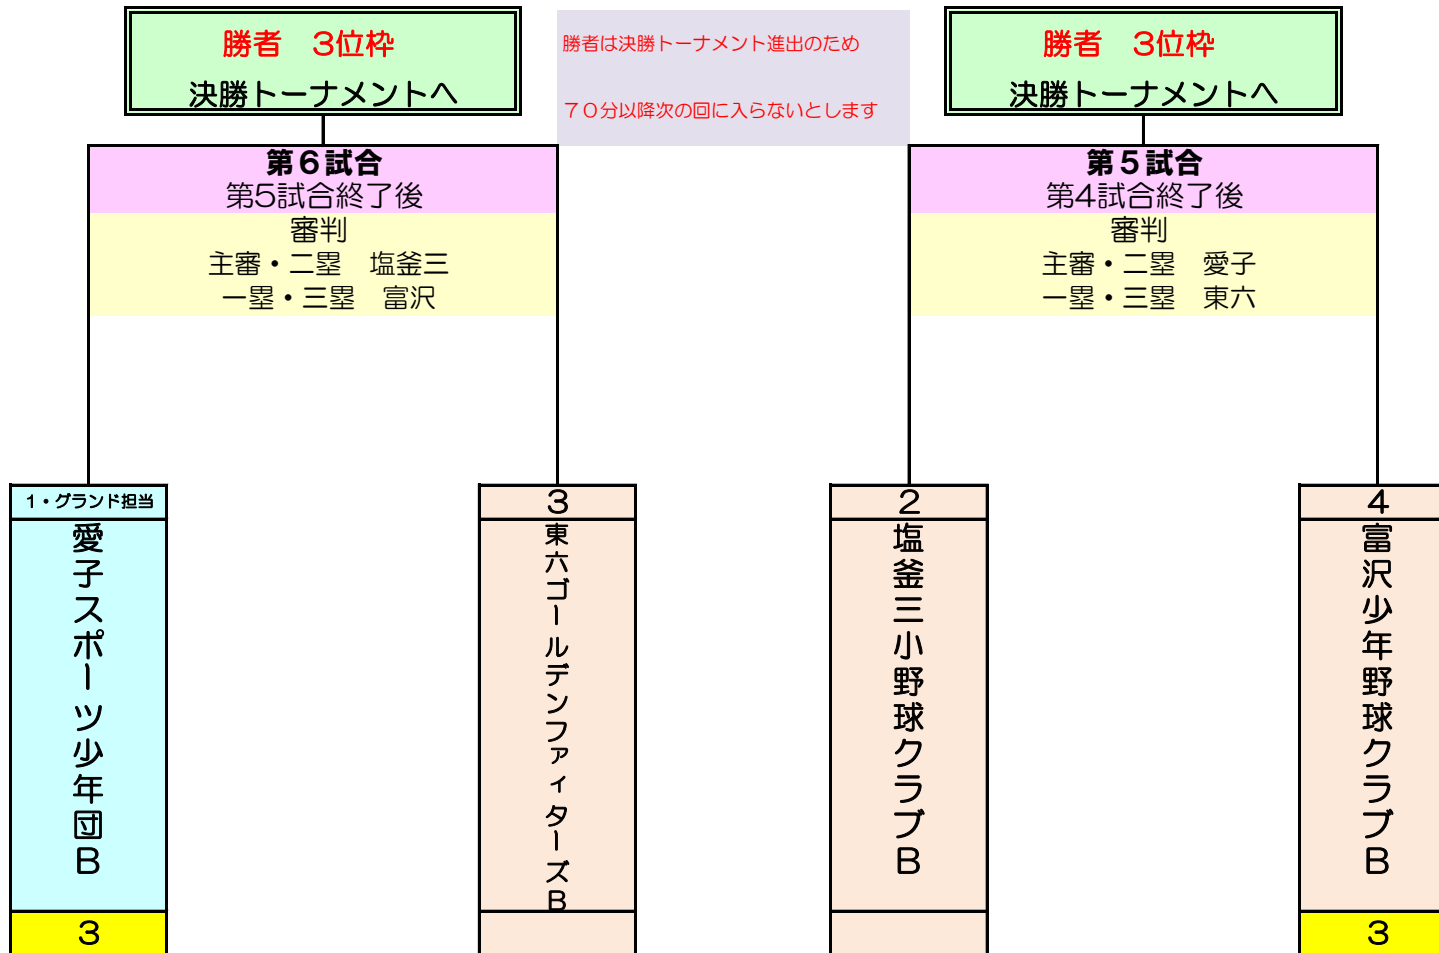 勝者　3位枠
決勝トーナメントへ
勝者は決勝トーナメント進出のため
７０分以降次の回に入らないとします
勝者　3位枠
決勝トーナメントへ
第６試合
第5試合終了後
審判
主審・二塁　塩釜三
一塁・三塁　富沢
第５試合
第4試合終了後
審判
主審・二塁　愛子
一塁・三塁　東六
1・グランド担当
愛子スポーツ少年団B
3
3
東六ゴールデンファイターズB
2
塩釜三小野球クラブB
4
富沢少年野球クラブB
3